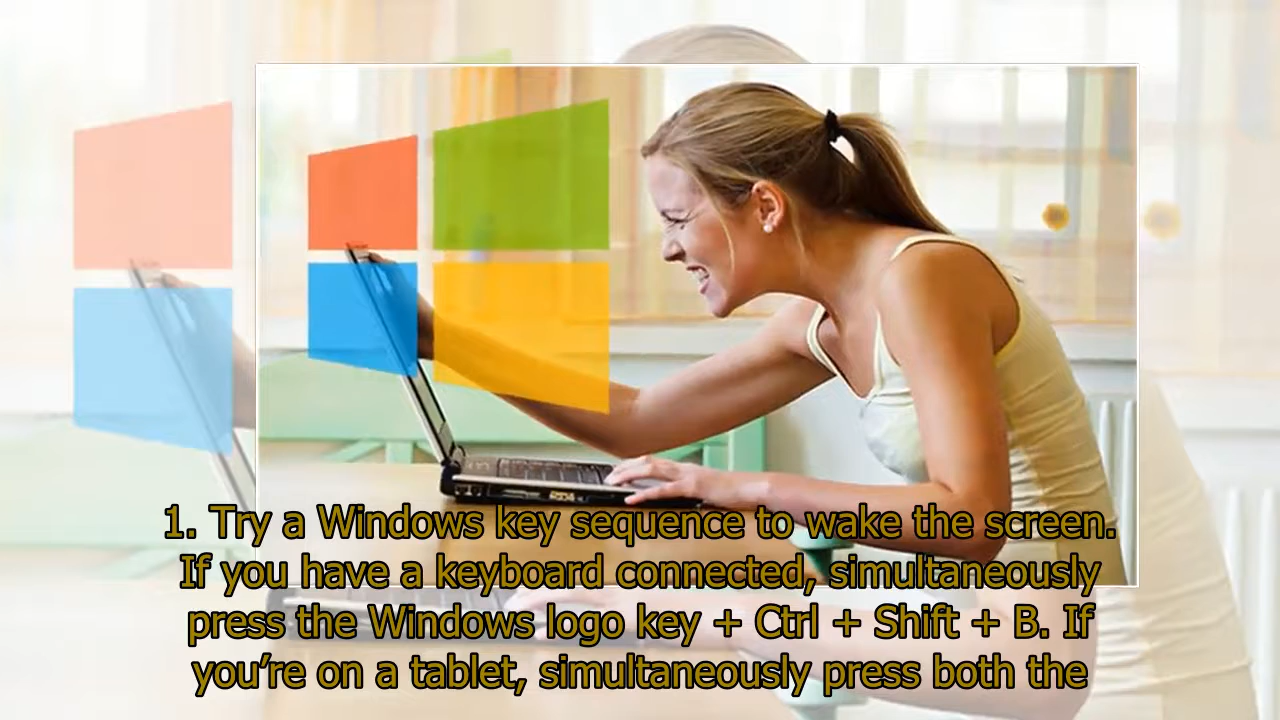 1. Try a Windows key sequence to wake the screen.
If you have a keyboard connected, simultaneously
press the Windows logo key + Ctrl + Shift + B. If
you’re on a tablet, simultaneously press both the